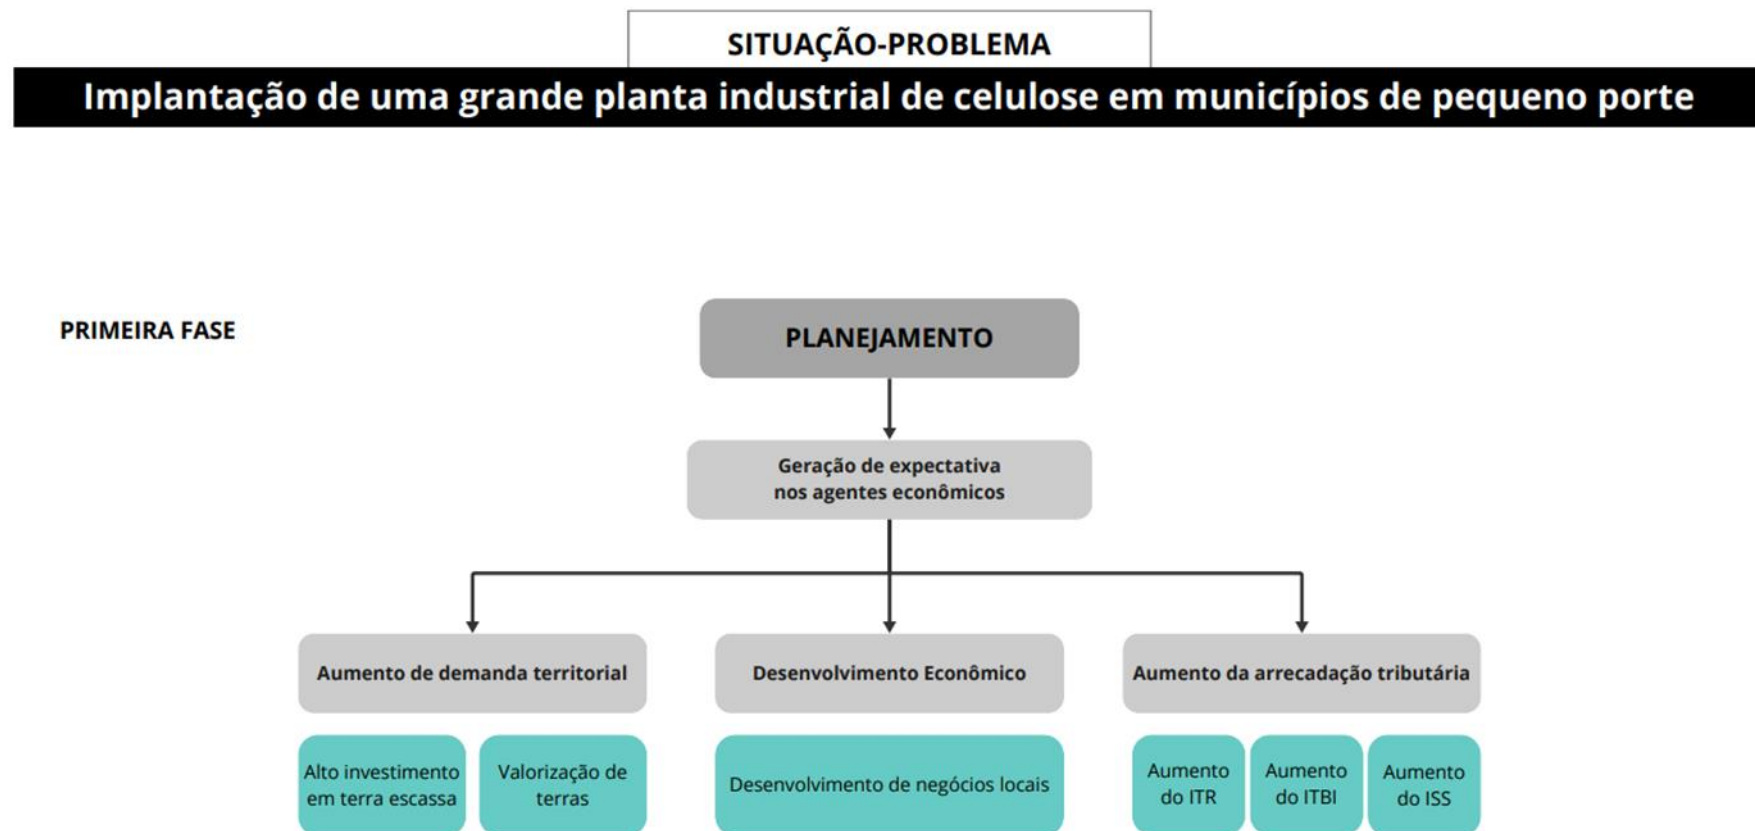 SITUAÇÃO-PROBLEMA
Implantação de uma grande planta industrial de celulose em municípios de pequeno porte
PRIMEIRA FASE
PLANEJAMENTO
Geração de expectativa
nos agentes econômicos
Aumento de demanda territorial
Desenvolvimento Econômico
Aumento da arrecadação tributária
Alto investimento
em terra escassa
Valorização de
terras
Desenvolvimento de negócios locais
Aumento
do ITR
Aumento
do ITBI
Aumento
do ISS